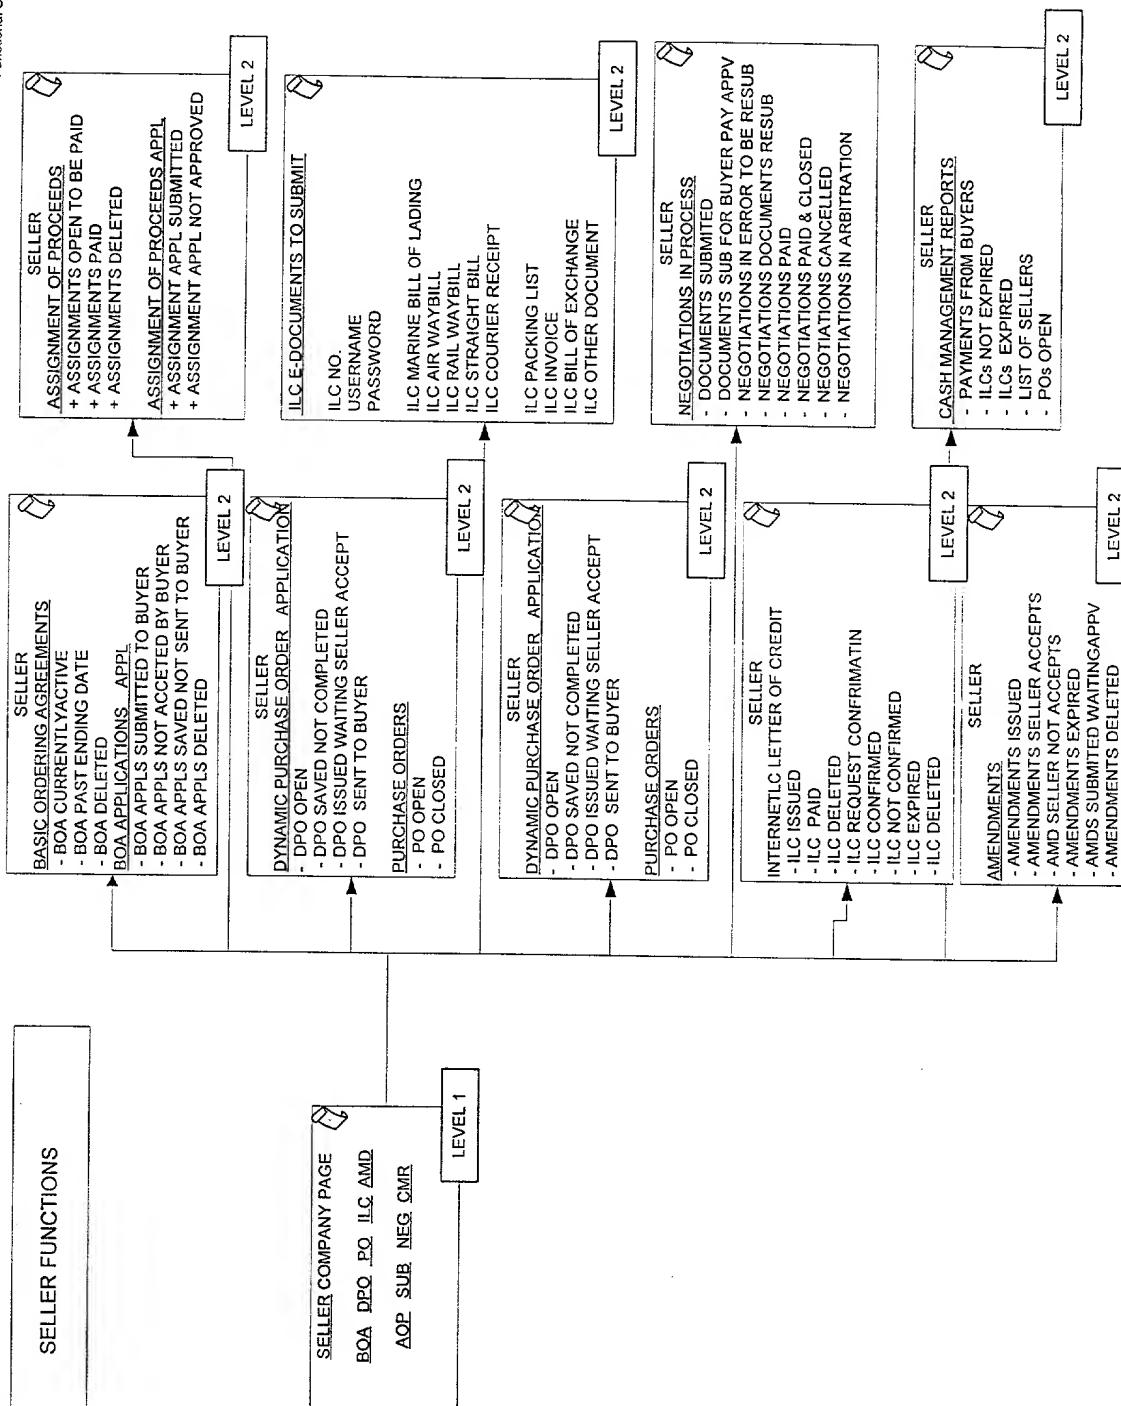 SELLER FUNCTIONS
SELLER COMPANY PAGE
BOA DPO PO ILC AMD
AOP SUB NEG CMR
LEVEL 1
SELLER
BASIC ORDERING AGREEMENTS
- BOA CURRENTLYACTIVE
- BOA PAST ENDING DATE
- BOA DELETED
BOA APPLICATIONS APPL
- BOA APPLS SUBMITTED TO BUYER
- BOA APPLS NOT ACCETED BY BUYER
- BOA APPLS SAVED NOT SENT TO BUYER
- BOA APPLS DELETED
LEVEL 2
SELLER
DYNAMIC PURCHASE ORDER APPLICATION
- DPO OPEN
- DPO SAVED NOT COMPLETED
- DPO ISSUED WAITING SELLER ACCEPT
- DPO SENT TO BUYER
PURCHASE ORDERS
- PO OPEN
- PO CLOSED
LEVEL 2
SELLER
DYNAMIC PURCHASE ORDER APPLICATION
- DPO OPEN
- DPO SAVED NOT COMPLETED
- DPO ISSUED WAITING SELLER ACCEPT
- DPO SENT TO BUYER
PURCHASE ORDERS
- PO OPEN
- PO CLOSED
LEVEL 2
SELLER
INTERNETLC LETTER OF CREDIT
- ILC ISSUED
- ILC PAID
- ILC DELETED
- ILC REQUEST CONFIRMATIN
- ILC CONFIRMED
- ILC NOT CONFIRMED
- ILC EXPIRED
- ILC DELETED
LEVEL 2
SELLER
AMENDMENTS
- AMENDMENTS ISSUED
- AMENDMENTS SELLER ACCEPTS
- AMD SELLER NOT ACCEPTS
- AMENDMENTS EXPIRED
- AMDS SUBMITED WAITINGAPPV
- AMENDMENTS DELETED
LEVEL 2
SELLER
ASSIGNMENT OF PROCEEDS
+ ASSIGNMENTS OPEN TO BE PAID
+ ASSIGNMENTS PAID
+ ASSIGNMENTS DELETED
ASSIGNMENT OF PROCEEDS APPL
+ ASSIGNMENT APPL SUBMITTED
+ ASSIGNMENT APPL NOT APPROVED
LEVEL 2
ILC E-DOCUMENTS TO SUBMIT
ILC NO.
USERNAME
PASSWORD
ILC MARINE BILL OF LADING
ILC AIR WAYBILL
ILC RAIL WAYBILL
ILC STRAIGHT BILL
ILC COURIER RECEIPT
ILC PACKING LIST
ILC INVOICE
ILC BILL OF EXCHANGE
ILC OTHER DOCUMENT
LEVEL 2
SELLER
NEGOTIATIONS IN PROCESS
- DOCUMENTS SUBMITED
- DOCUMENTS SUB FOR BUYER PAY APPV
- NEGOTIATIONS IN ERROR TO BE RESUB
- NEGOTIATIONS DOCUMENTS RESUB
- NEGOTIATIONS PAID
- NEGOTIATIONS PAID & CLOSED
- NEGOTIATIONS CANCELLED
- NEGOTIATIONS IN ARBITRATION
SELLER
CASH MANAGEMENT REPORTS
- PAYMENTS FROM BUYERS
- ILCs NOT EXPIRED
- ILCs EXPIRED
- LIST OF SELLERS
- POs OPEN
LEVEL 2